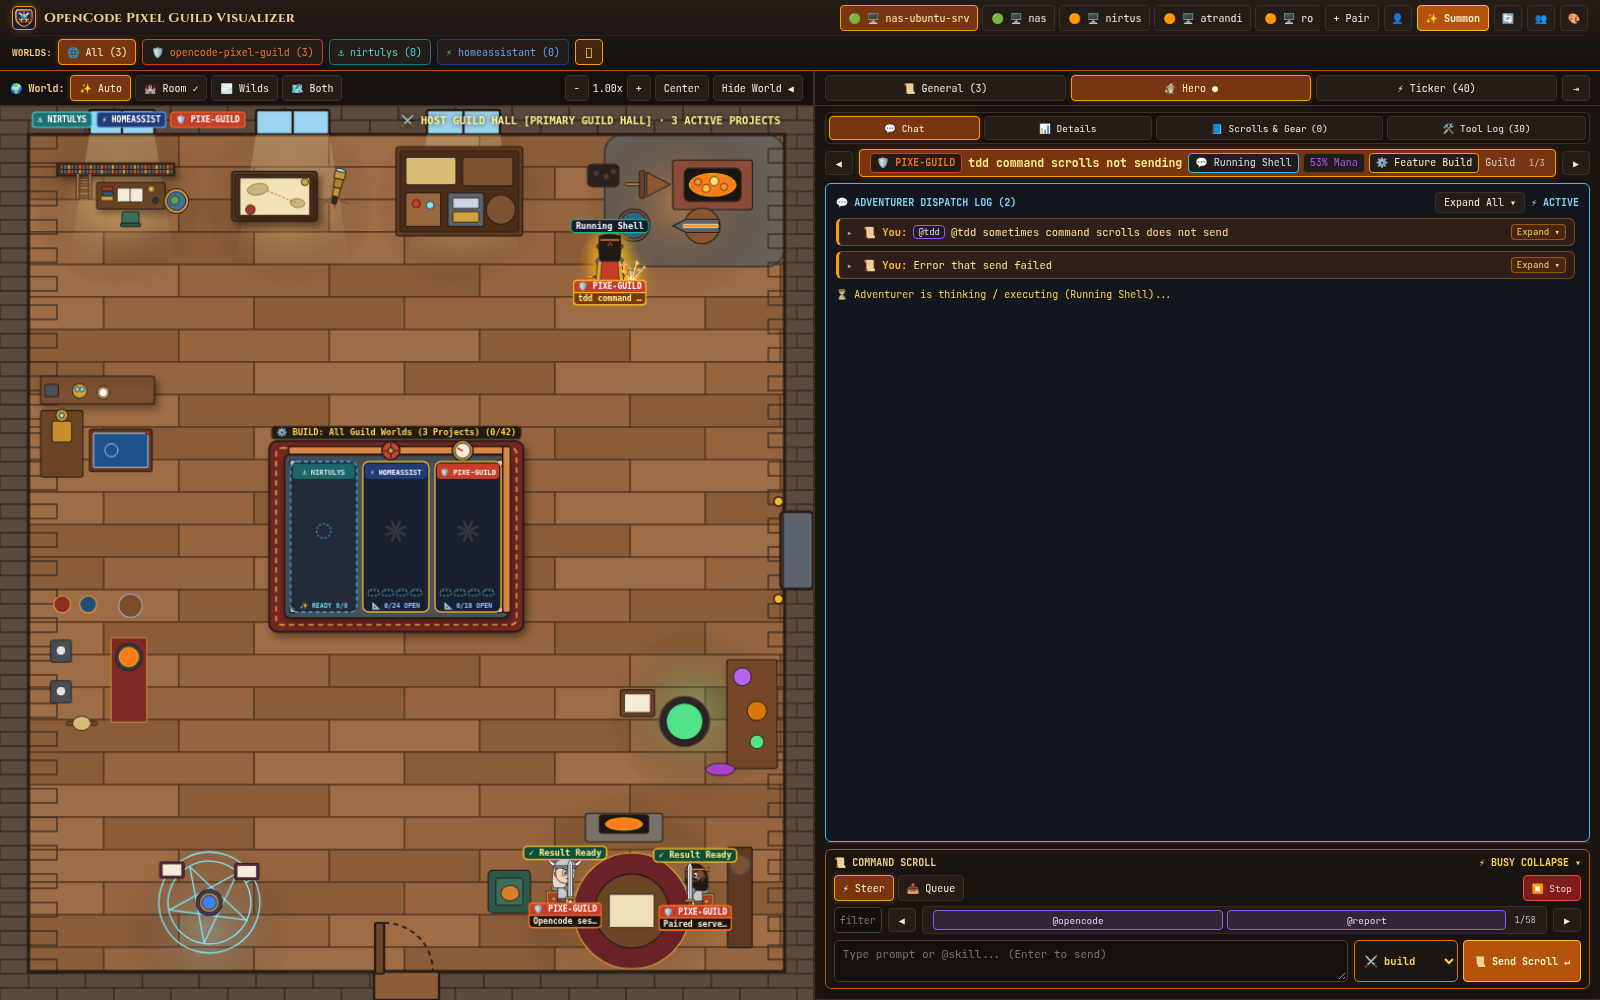 OpenCode Pixel Guild Visualizer
nas-ubuntu-srv nas nirtus atrandi ro + Pair Summon
WORLDS: All (3) opencode-pixel-guild (3) nirtulys (0) homeassistant (0)
World: Auto Room ✓ Wilds Both - 1.00x + Center Hide World ◀
General (3) Hero ● Ticker (40)
Chat Details Scrolls & Gear (0) Tool Log (30)
◀ PIXEL-GUILD tdd command scrolls not sending Running Shell 53% Mana Feature Build Guild 1/3 ▶
ADVENTURER DISPATCH LOG (2) Expand All ▾ ⚡ ACTIVE
▸ You: @tdd @tdd sometimes command scrolls does not send Expand ▾
▸ You: Error that send failed Expand ▾
Adventurer is thinking / executing (Running Shell)...
NIRTULYS HOMEASSIST PIXE-GUILD
HOST GUILD HALL [PRIMARY GUILD HALL] · 3 ACTIVE PROJECTS
Running Shell
PIXE-GUILD
tdd command …
BUILD: All Guild Worlds (3 Projects) (0/42)
NIRTULYS HOMEASSIST PIXE-GUILD
READY 0/0 0/24 OPEN 0/18 OPEN
✓ Result Ready ✓ Result Ready
PIXE-GUILD PIXE-GUILD
Opencode ses… Paired serve…
COMMAND SCROLL ⚡ BUSY COLLAPSE ▾
⚡ Steer Queue Stop
filter ◀ @opencode @report 1/58 ▶
Type prompt or @skill... (Enter to send) build Send Scroll ↵